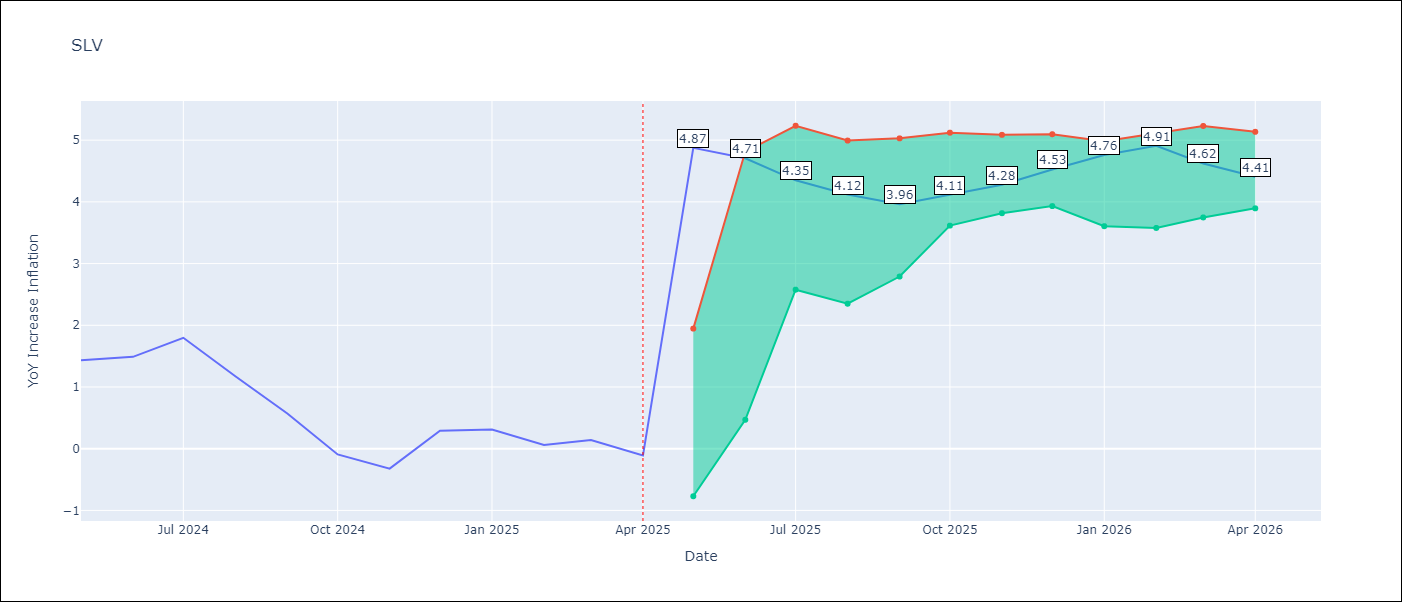 SLV
YoY Increase Inflation
5
4
3
2
1
0
−1
4.87
4.71
4.35
4.12
3.96
4.11
4.28
4.53
4.76
4.91
4.62
4.41
Jul 2024
Oct 2024
Jan 2025
Apr 2025
Jul 2025
Oct 2025
Jan 2026
Apr 2026
Date